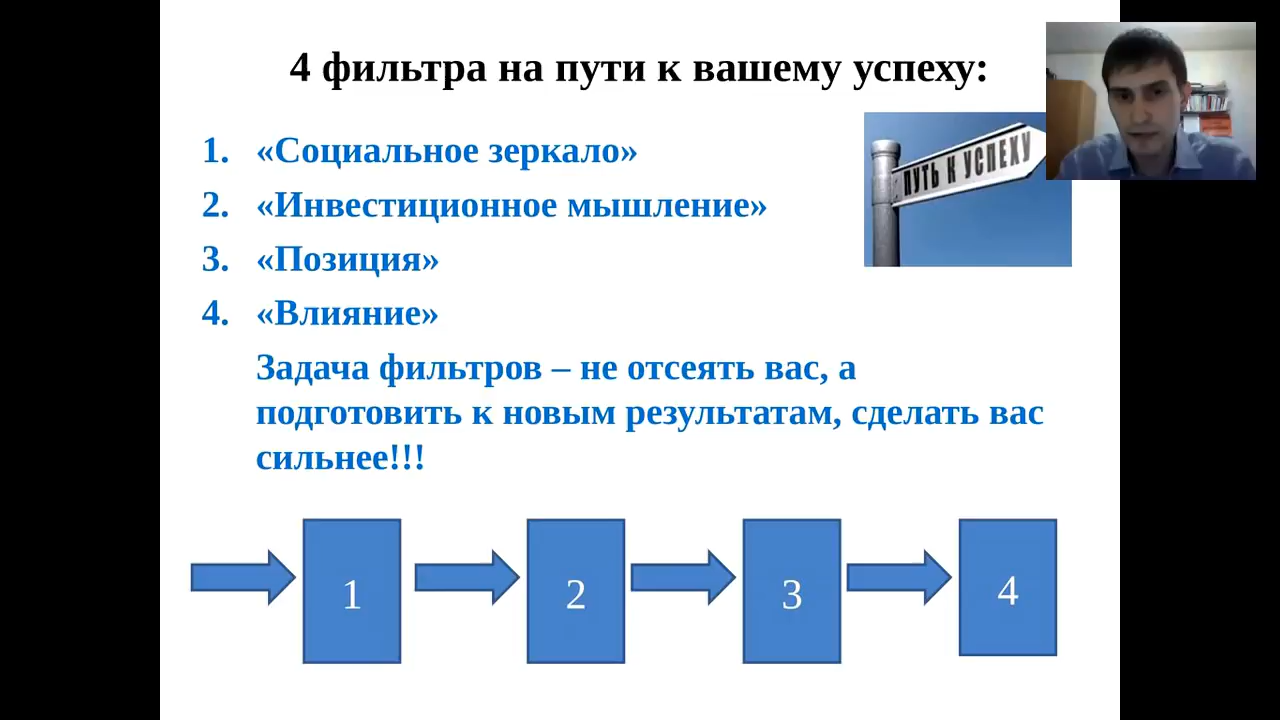 4 фильтра на пути к вашему успеху:
1. «Социальное зеркало»
2. «Инвестиционное мышление»
3. «Позиция»
4. «Влияние»
ПУТЬ К УСПЕХУ
Задача фильтров – не отсеять вас, а
подготовить к новым результатам, сделать вас
сильнее!!!
1
2
3
4